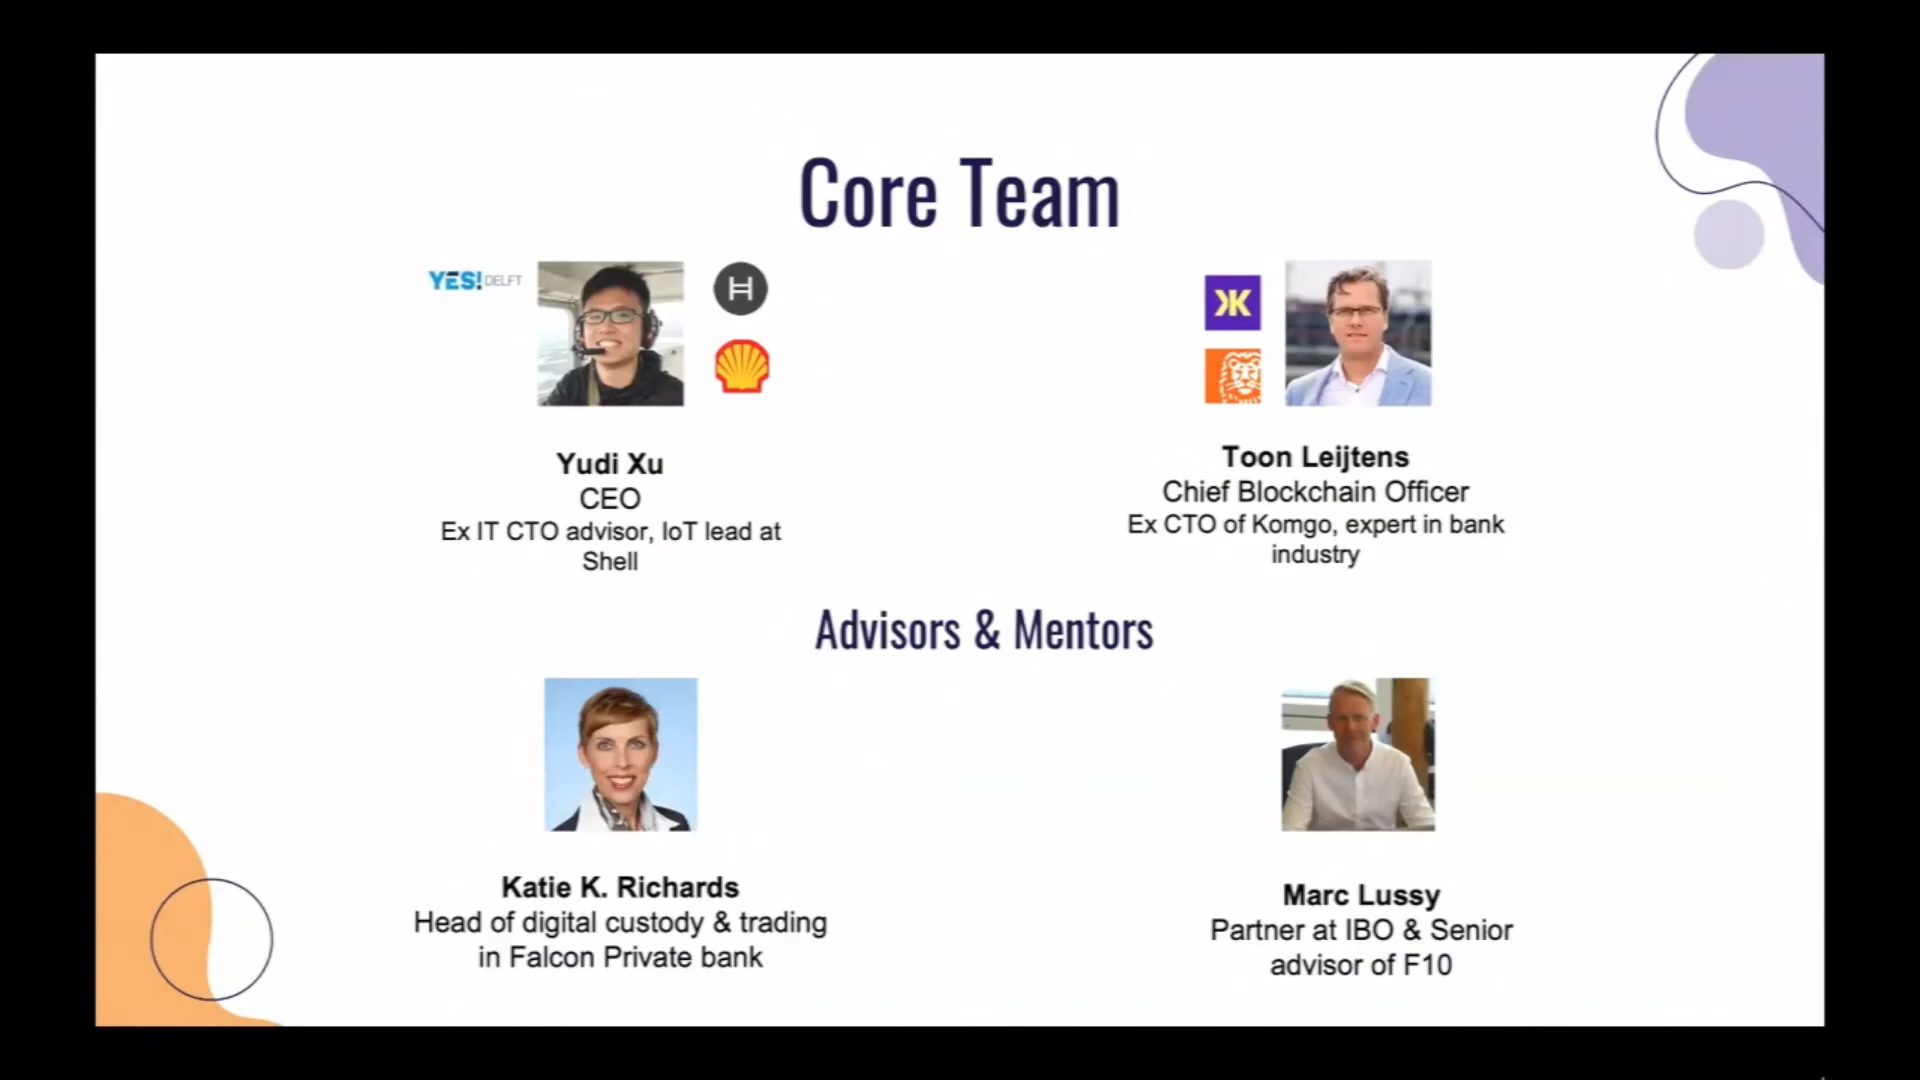 Core Team
YES! DELFT
Yudi Xu
CEO
Ex IT CTO advisor, IoT lead at
Shell
Toon Leijtens
Chief Blockchain Officer
Ex CTO of Komgo, expert in bank
industry
Advisors & Mentors
Katie K. Richards
Head of digital custody & trading
in Falcon Private bank
Marc Lussy
Partner at IBO & Senior
advisor of F10